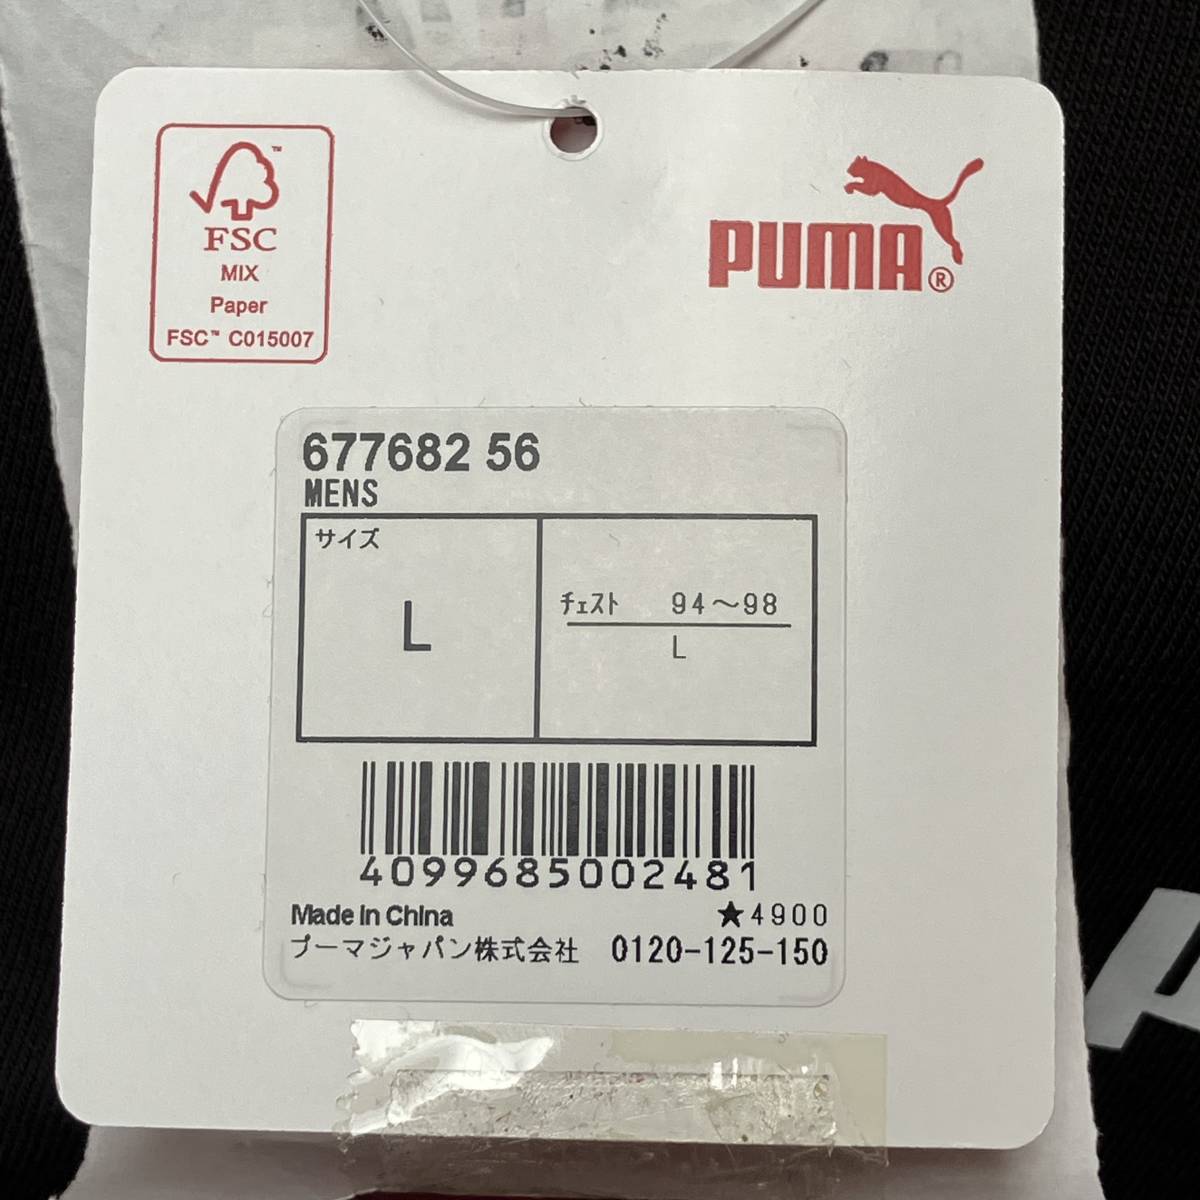 FSC
MIX
Paper
FSC™ C015007
PUMA®
677682 56
MENS
サイズ
L
チェスト 94～98
L
4099685002481
Made in China
★4900
プーマジャパン株式会社 0120-125-150